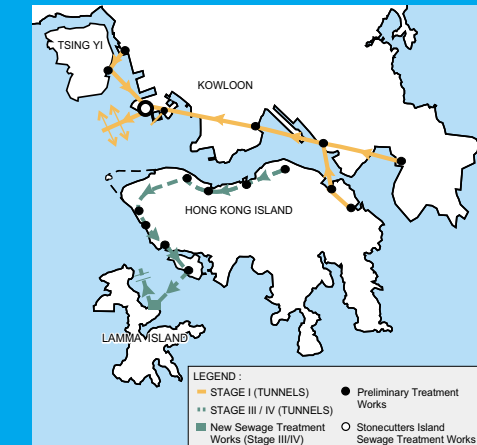 TSING YI
KOWLOON
HONG KONG ISLAND
LAMMA ISLAND
LEGEND :
STAGE I (TUNNELS)
STAGE III / IV (TUNNELS)
New Sewage Treatment
Works (Stage III/IV)
Preliminary Treatment
Works
Stonecutters Island
Sewage Treatment Works